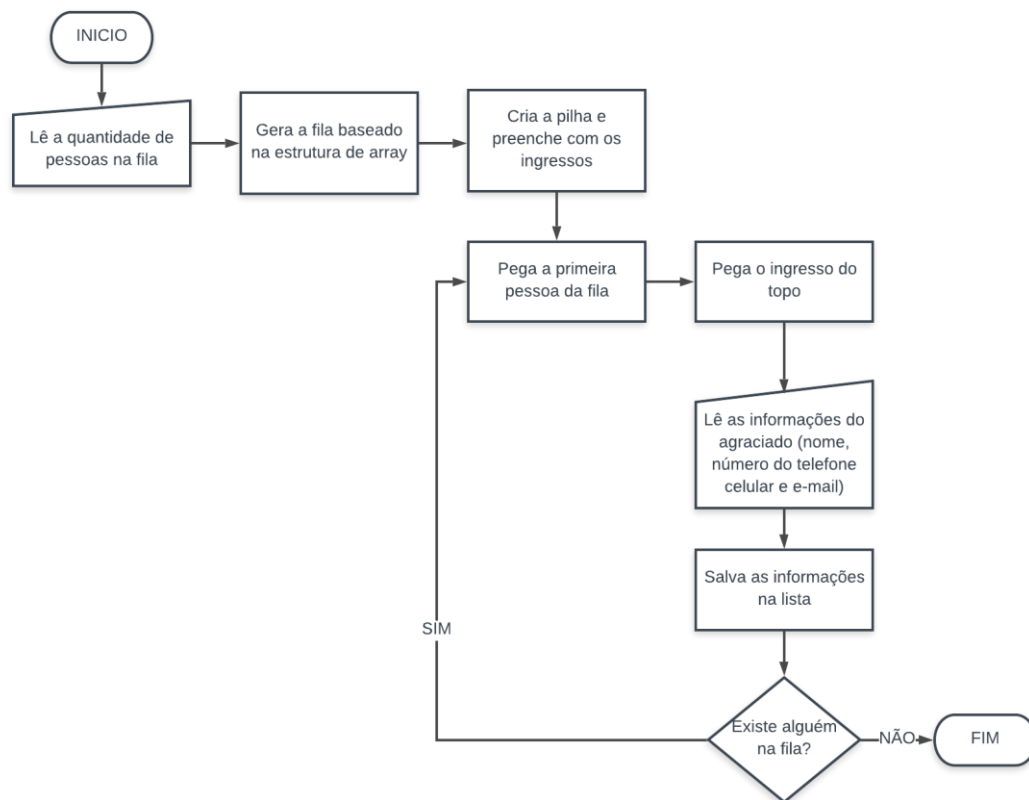 INICIO
Lê a quantidade de
pessoas na fila
Gera a fila baseado
na estrutura de array
Cria a pilha e
preenche com os
ingressos
Pega a primeira
pessoa da fila
Pega o ingresso do
topo
Lê as informações do
agraciado (nome,
número do telefone
celular e e-mail)
Salva as informações
na lista
SIM
Existe alguém
na fila?
NÃO
FIM